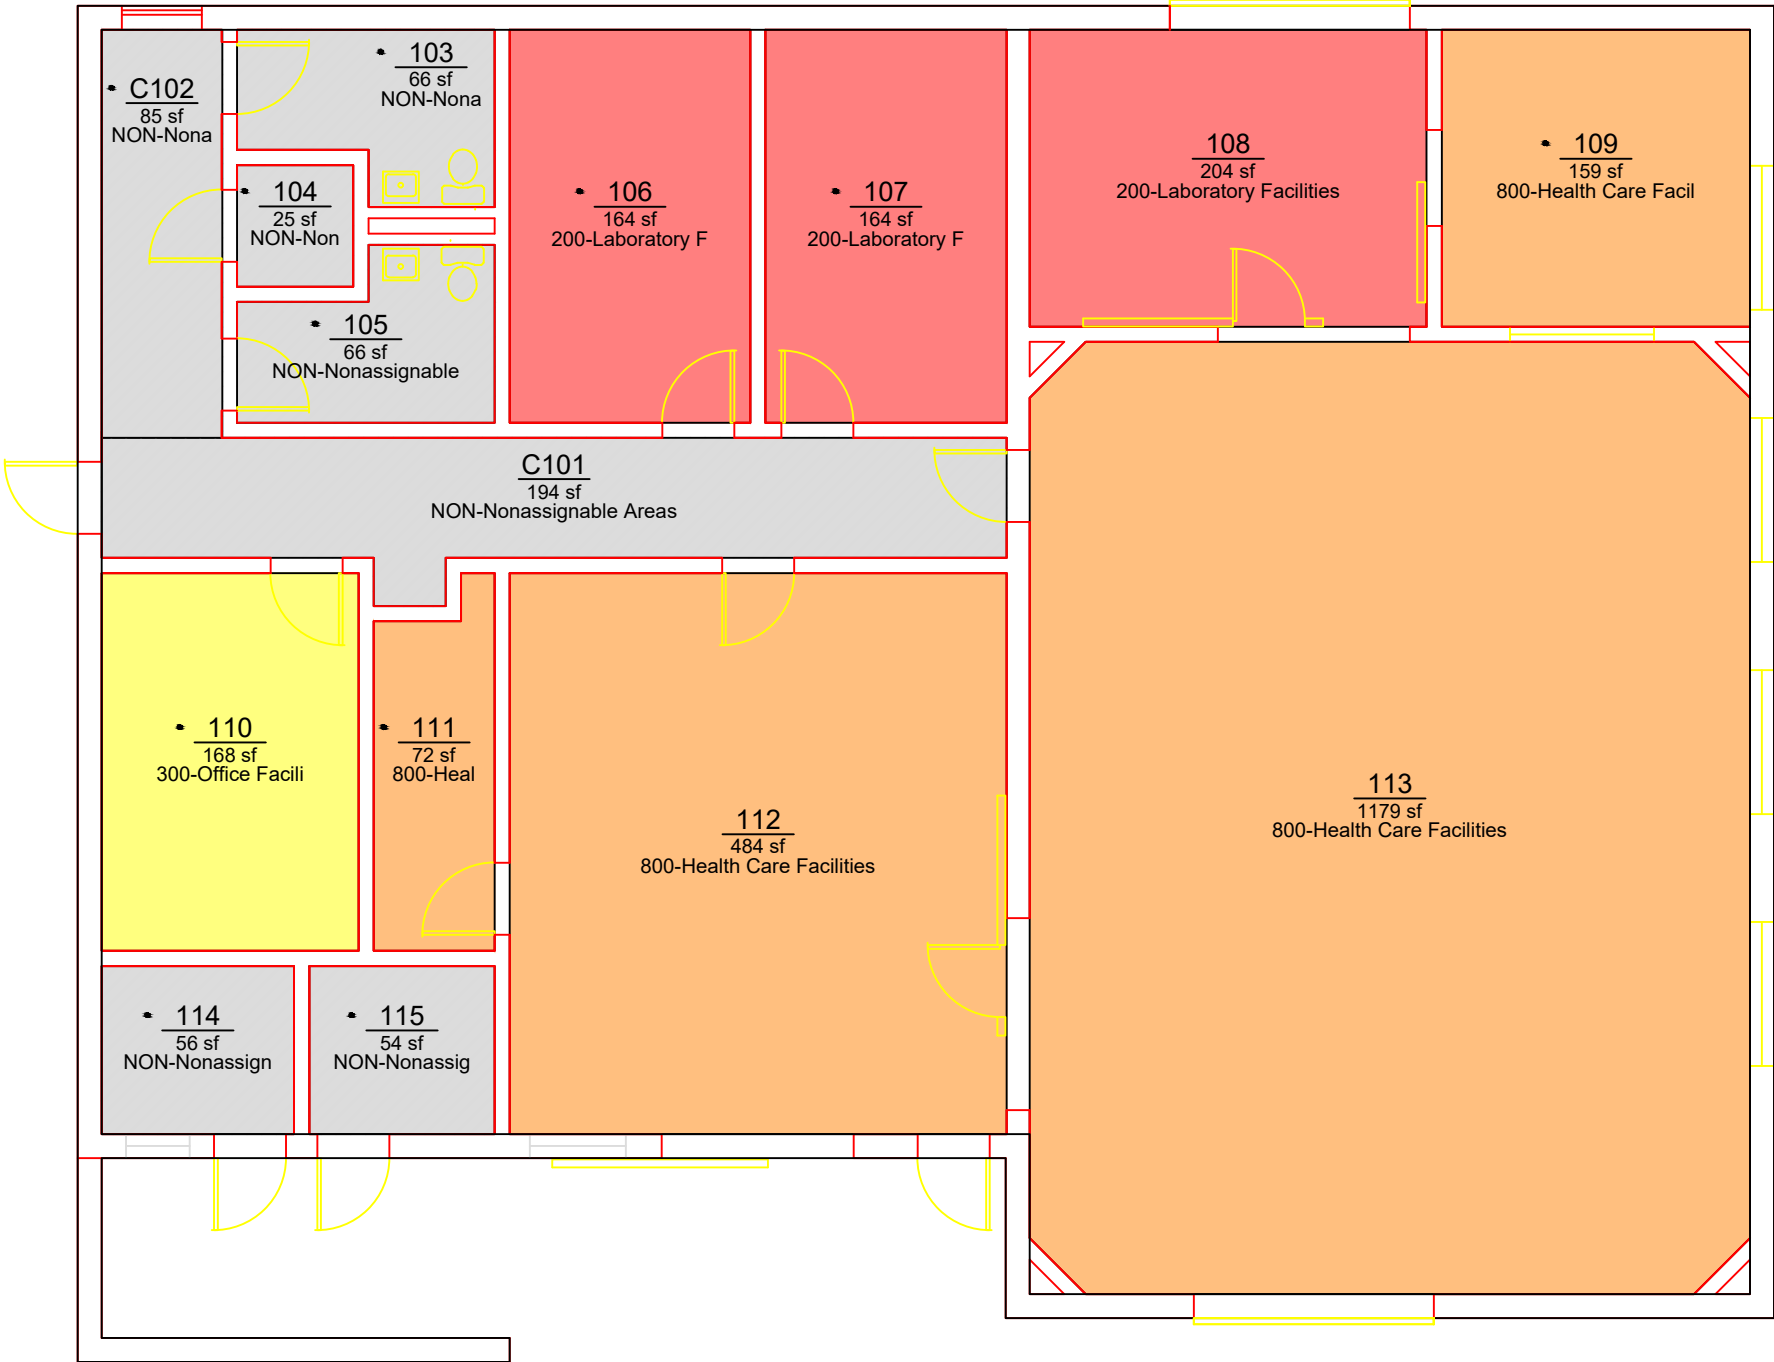 C102
85 sf
NON-Nona
103
66 sf
NON-Nona
104
25 sf
NON-Non
105
66 sf
NON-Nonassignable
106
164 sf
200-Laboratory F
107
164 sf
200-Laboratory F
108
204 sf
200-Laboratory Facilities
109
159 sf
800-Health Care Facil
C101
194 sf
NON-Nonassignable Areas
110
168 sf
300-Office Facili
111
72 sf
800-Heal
112
484 sf
800-Health Care Facilities
113
1179 sf
800-Health Care Facilities
114
56 sf
NON-Nonassign
115
54 sf
NON-Nonassig